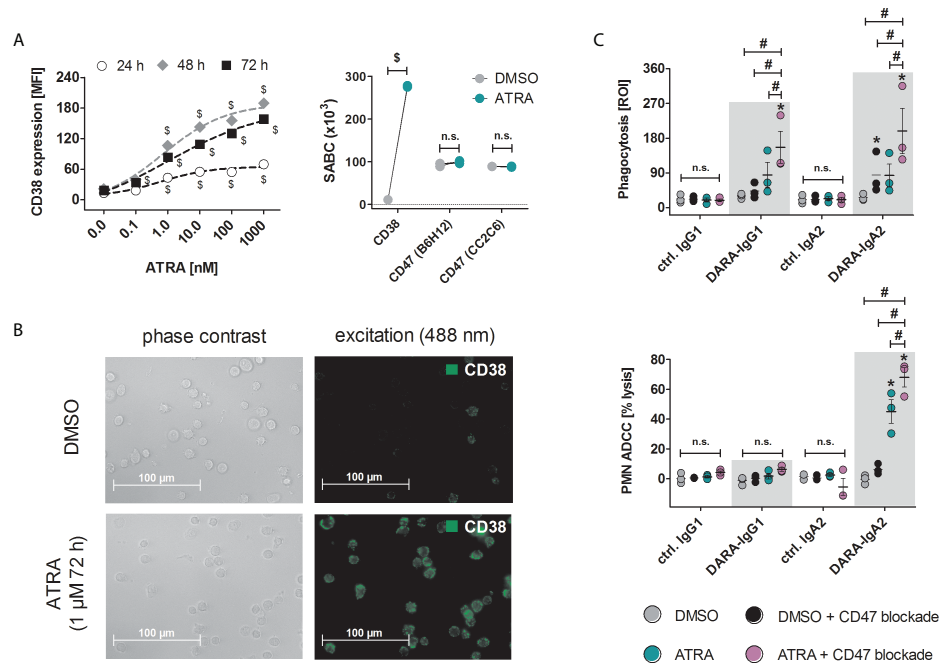 A
24 h 48 h 72 h
CD38 expression [MFI]
240
180
120
60
0
$ $ $ $
$ $ $ $ $
$ $ $ $ $
0.0 0.1 1.0 10.0 100 1000
ATRA [nM]
SABC (x10³)
300
200
100
0
$
n.s. n.s.
DMSO
ATRA
CD38
CD47 (B6H12)
CD47 (CC2C6)
B
phase contrast
excitation (488 nm)
DMSO
100 µm
CD38
100 µm
ATRA
(1 µM 72 h)
100 µm
CD38
100 µm
C
Phagocytosis [ROI]
360
270
180
90
0
n.s.
#
#
#
*
n.s.
#
#
#
* *
ctrl. IgG1
DARA-IgG1
ctrl. IgA2
DARA-IgA2
PMN ADCC [% lysis]
80
60
40
20
0
n.s. n.s. n.s.
#
#
#
* *
ctrl. IgG1
DARA-IgG1
ctrl. IgA2
DARA-IgA2
DMSO
DMSO + CD47 blockade
ATRA
ATRA + CD47 blockade